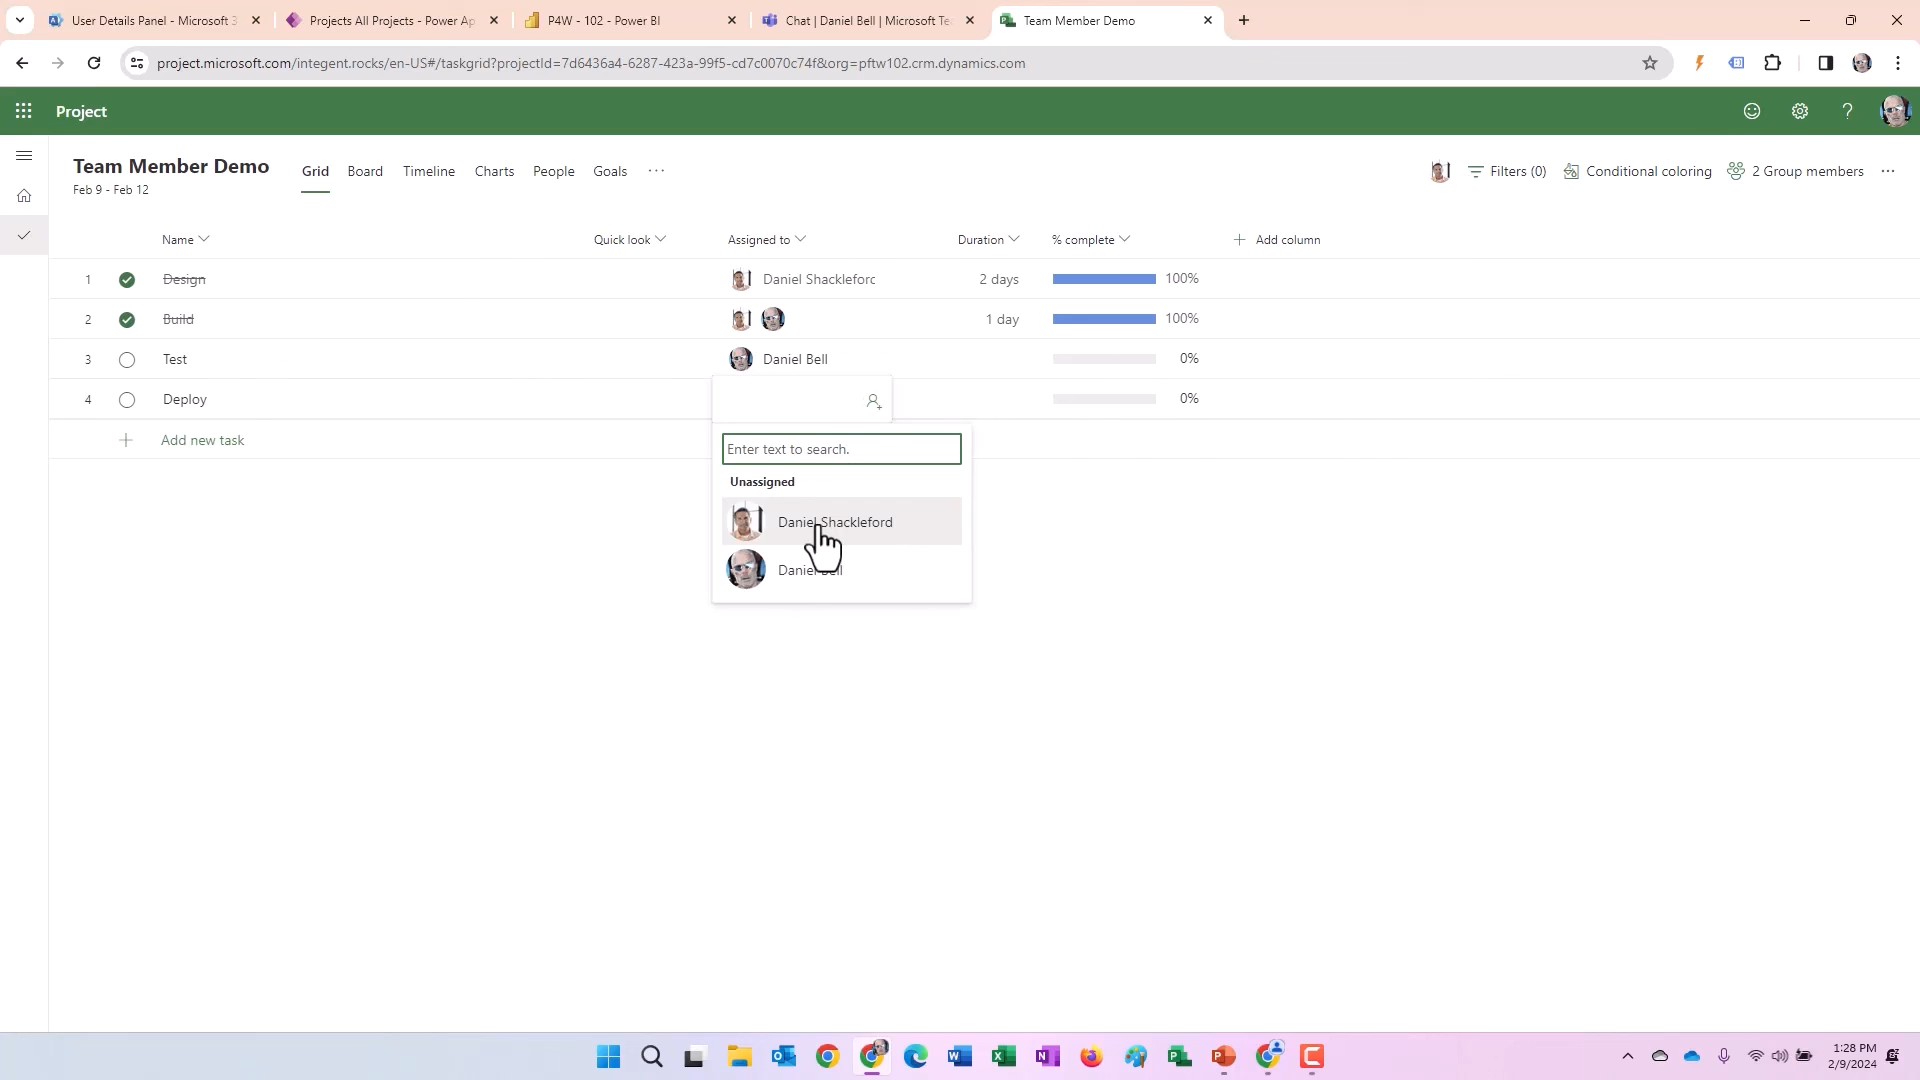 User Details Panel - Microsoft 3
Projects All Projects - Power Ap
P4W - 102 - Power BI
Chat | Daniel Bell | Microsoft Te
Team Member Demo
project.microsoft.com/integent.rocks/en-US#/taskgrid?projectId=7d6436a4-6287-423a-99f5-cd7c0070c74f&org=pftw102.crm.dynamics.com
Project
Team Member Demo
Feb 9 - Feb 12
Grid Board Timeline Charts People Goals ···
Filters (0) Conditional coloring 2 Group members ···
Name Quick look Assigned to Duration % complete Add column
1 Design Daniel Shackleforc 2 days 100%
2 Build 1 day 100%
3 Test Daniel Bell 0%
4 Deploy 0%
Add new task
Enter text to search.
Unassigned
Daniel Shackleford
Daniel Bell
1:28 PM
2/9/2024